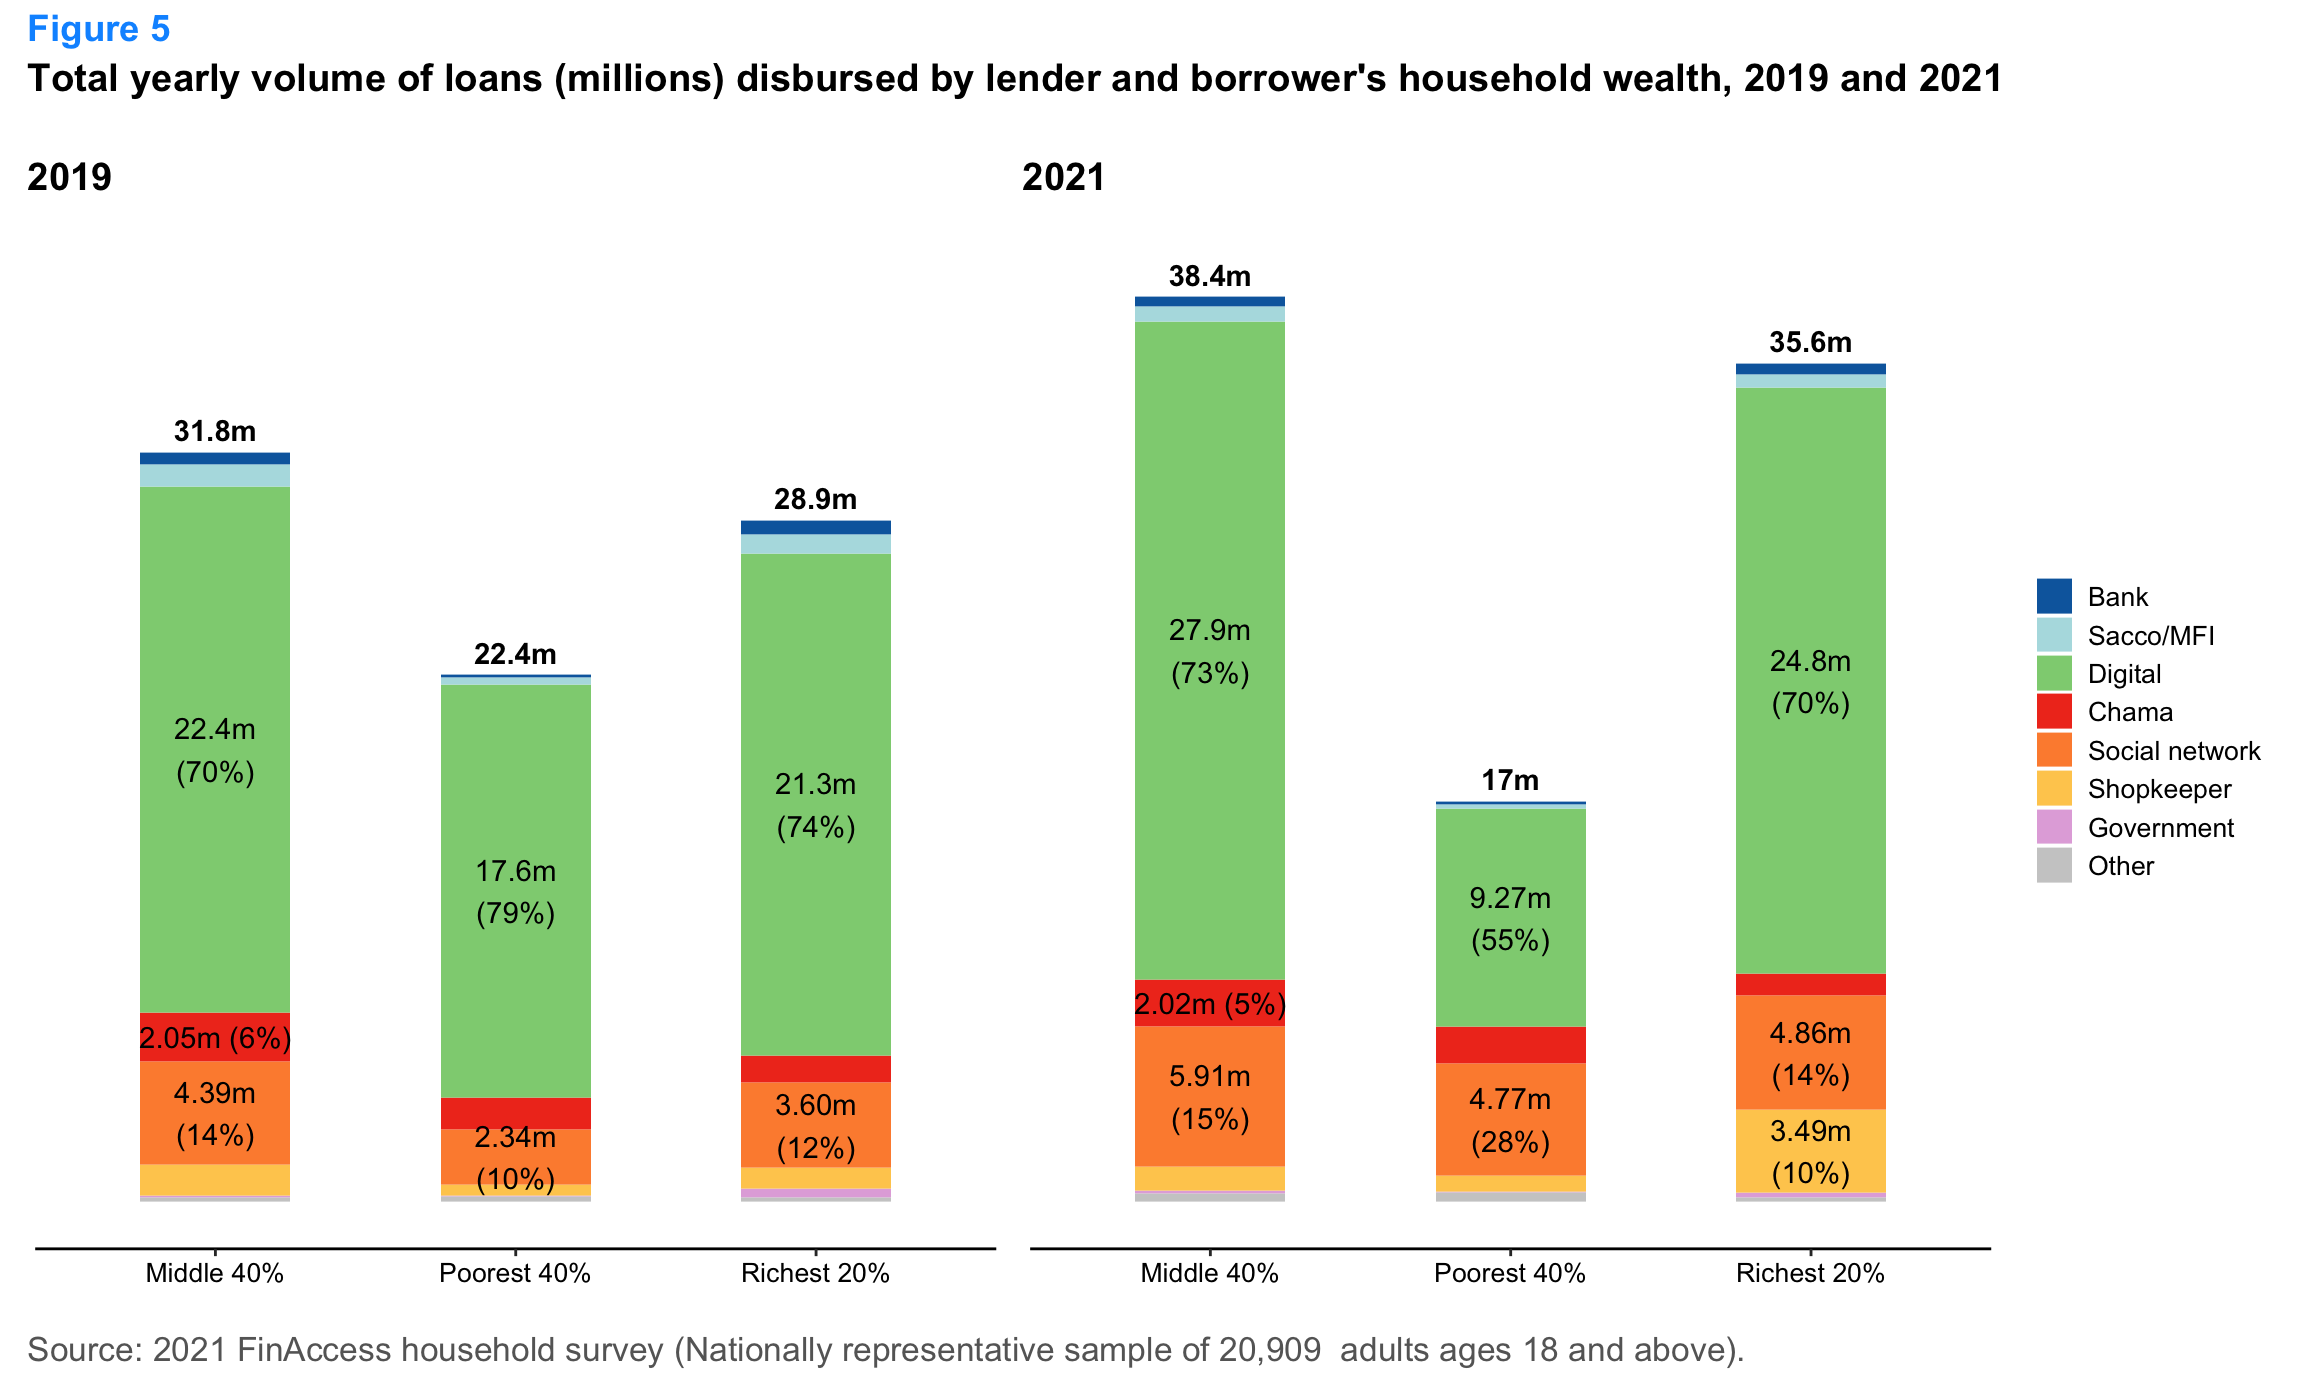 Figure 5
Total yearly volume of loans (millions) disbursed by lender and borrower's household wealth, 2019 and 2021
2019
31.8m
22.4m
(70%)
2.05m (6%)
4.39m
(14%)
22.4m
17.6m
(79%)
2.34m
(10%)
28.9m
21.3m
(74%)
3.60m
(12%)
Middle 40%
Poorest 40%
Richest 20%
2021
38.4m
27.9m
(73%)
2.02m (5%)
5.91m
(15%)
17m
9.27m
(55%)
4.77m
(28%)
35.6m
24.8m
(70%)
4.86m
(14%)
3.49m
(10%)
Middle 40%
Poorest 40%
Richest 20%
Bank
Sacco/MFI
Digital
Chama
Social network
Shopkeeper
Government
Other
Source: 2021 FinAccess household survey (Nationally representative sample of 20,909  adults ages 18 and above).